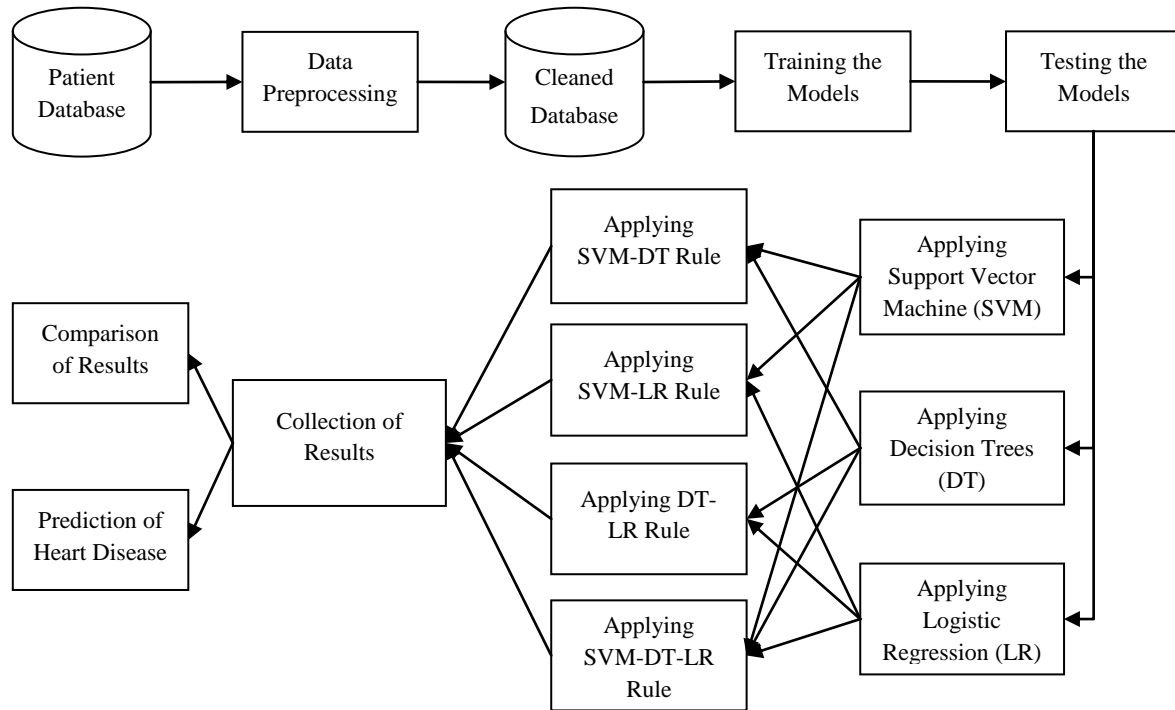 Patient
Database
Data
Preprocessing
Cleaned
Database
Training the
Models
Testing the
Models
Applying
SVM-DT Rule
Applying
Support Vector
Machine (SVM)
Comparison
of Results
Applying
SVM-LR Rule
Collection of
Results
Applying
Decision Trees
(DT)
Prediction of
Heart Disease
Applying DT-
LR Rule
Applying
SVM-DT-LR
Rule
Applying
Logistic
Regression (LR)